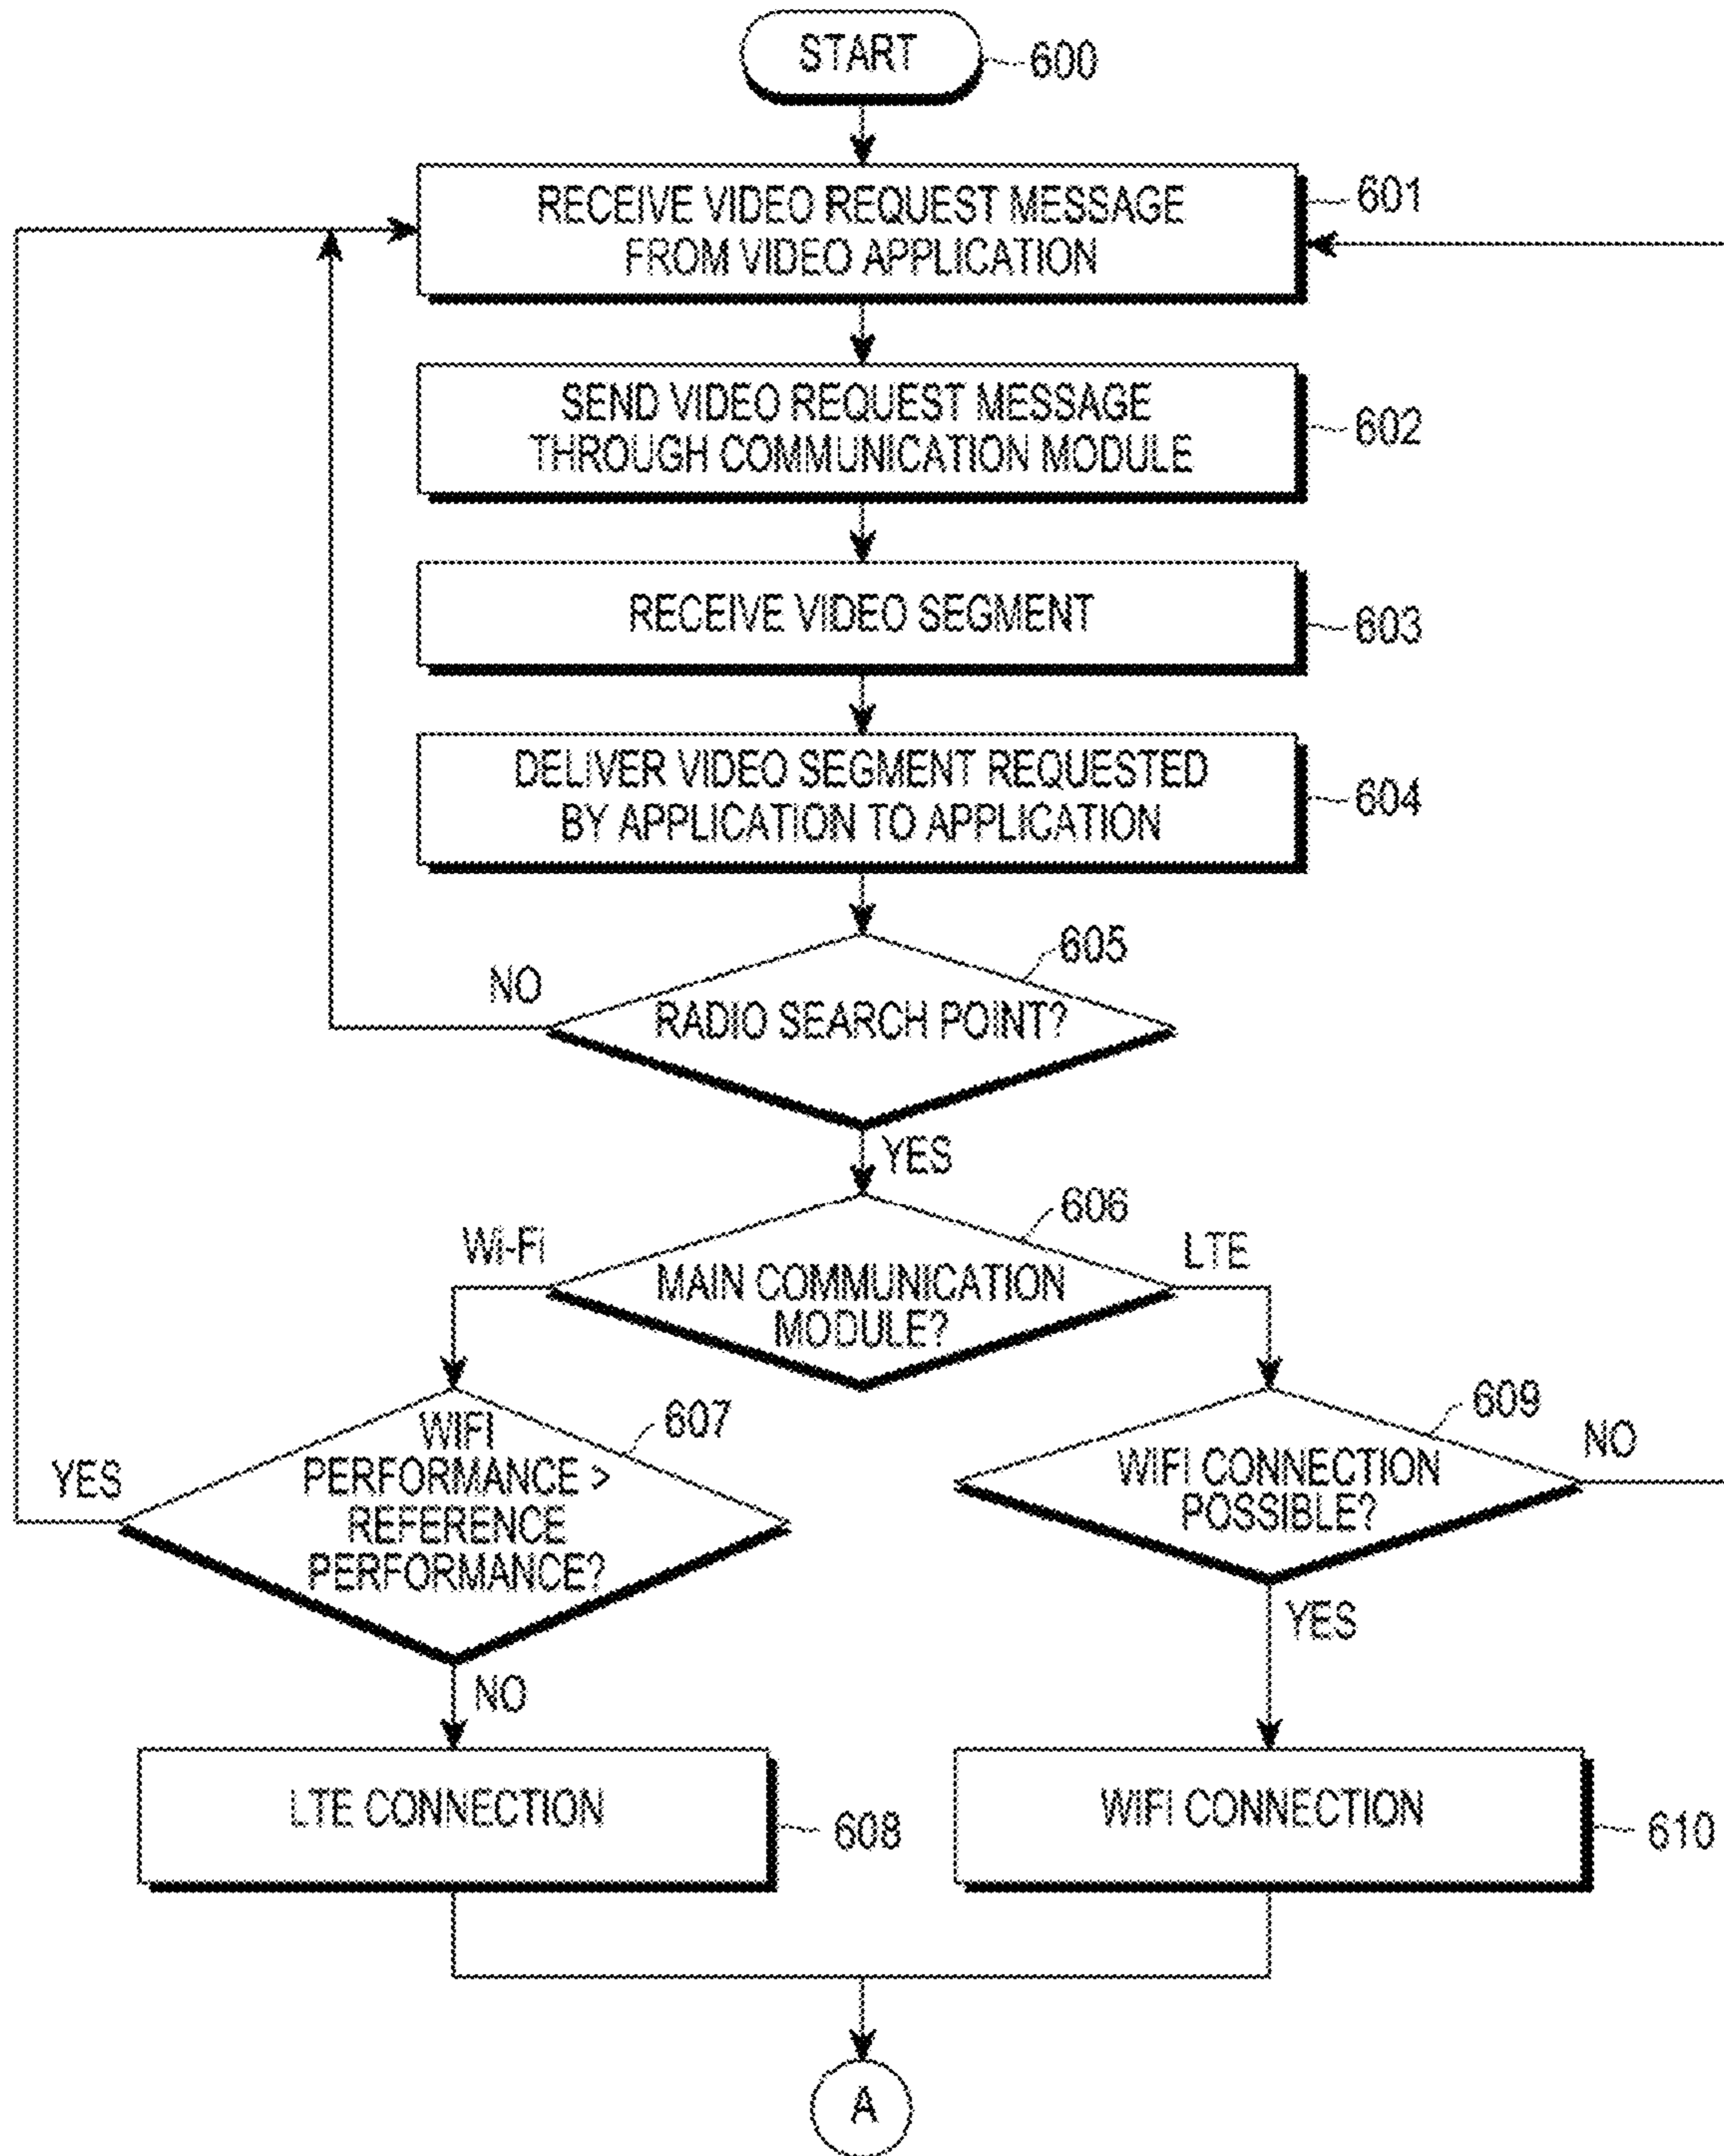 START
600
RECEIVE VIDEO REQUEST MESSAGE
FROM VIDEO APPLICATION
601
SEND VIDEO REQUEST MESSAGE
THROUGH COMMUNICATION MODULE
602
RECEIVE VIDEO SEGMENT
603
DELIVER VIDEO SEGMENT REQUESTED
BY APPLICATION TO APPLICATION
604
605
NO
RADIO SEARCH POINT?
YES
606
Wi-Fi
LTE
MAIN COMMUNICATION
MODULE?
607
WIFI
PERFORMANCE >
REFERENCE
PERFORMANCE?
YES
NO
609
WIFI CONNECTION
POSSIBLE?
NO
YES
LTE CONNECTION
608
WIFI CONNECTION
610
A